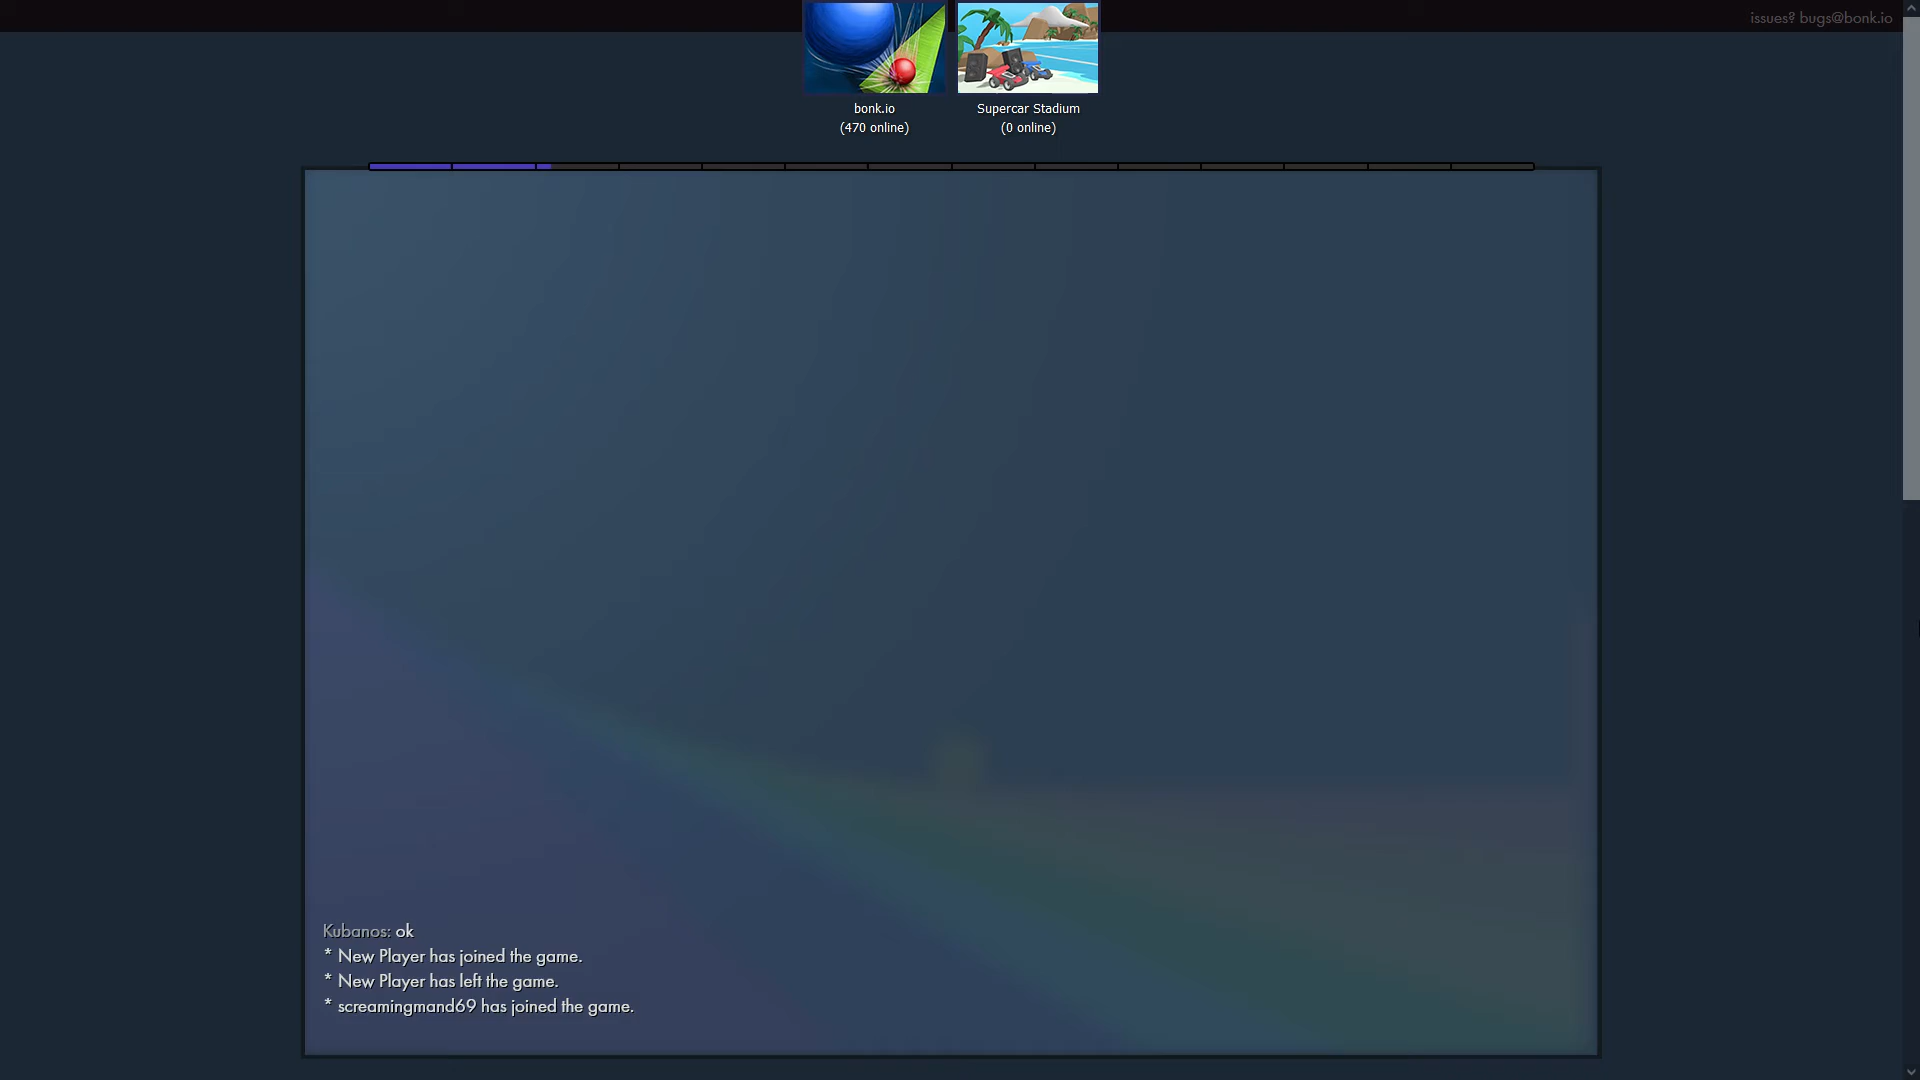 issues? bugs@bonk.io
bonk.io
(470 online)
Supercar Stadium
(0 online)
Kubanos: ok
* New Player has joined the game.
* New Player has left the game.
* screamingmand69 has joined the game.